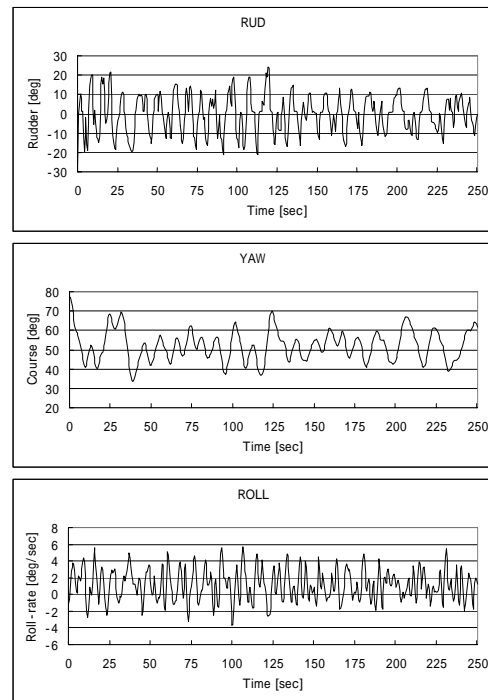 RUD
Rudder [deg]
30
20
10
0
-10
-20
-30
0 25 50 75 100 125 150 175 200 225 250
Time [sec]
YAW
Course [deg]
80
70
60
50
40
30
20
0 25 50 75 100 125 150 175 200 225 250
Time [sec]
ROLL
Roll-rate [deg/sec]
8
6
4
2
0
-2
-4
-6
0 25 50 75 100 125 150 175 200 225 250
Time [sec]